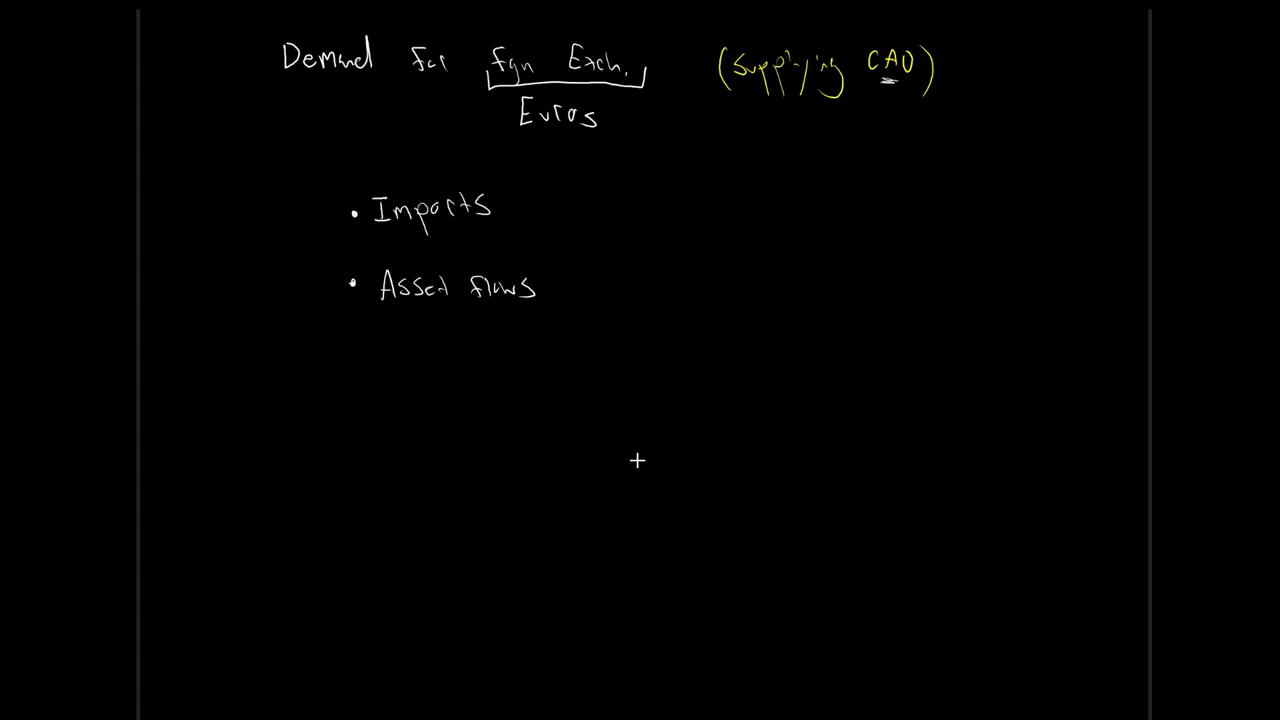 Demand for fgn Exch. (supplying CAD)
Euros
• Imports
• Asset flows